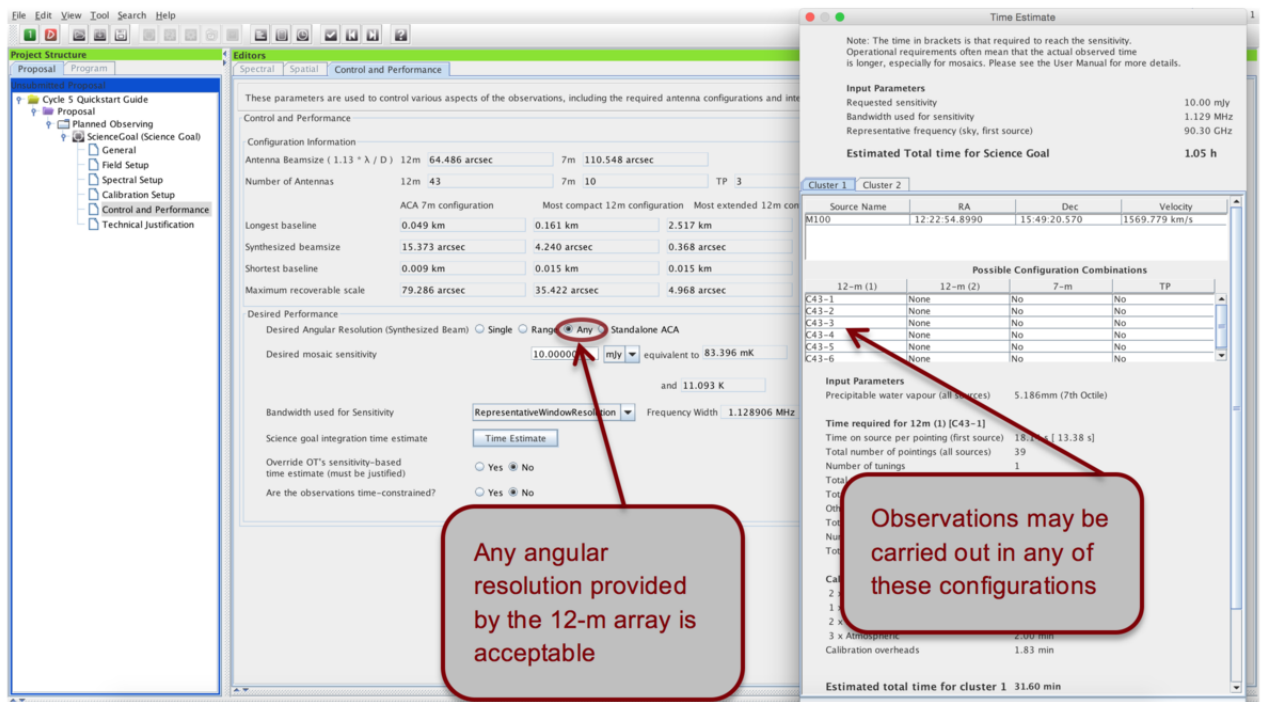 File Edit View Tool Search Help
1
Project Structure
Proposal Program
Unsubmitted Proposal
Cycle 5 Quickstart Guide
Proposal
Planned Observing
ScienceGoal (Science Goal)
General
Field Setup
Spectral Setup
Calibration Setup
Control and Performance
Technical Justification
Editors
Spectral Spatial Control and Performance
These parameters are used to control various aspects of the observations, including the required antenna configurations and
Control and Performance
Configuration Information
Antenna Beamsize ( 1.13 * λ / D ) 12m 64.486 arcsec 7m 110.548 arcsec
Number of Antennas 12m 43 7m 10 TP 3
ACA 7m configuration Most compact 12m configuration Most extended 12m
Longest baseline 0.049 km 0.161 km 2.517 km
Synthesized beamsize 15.373 arcsec 4.240 arcsec 0.368 arcsec
Shortest baseline 0.009 km 0.015 km 0.015 km
Maximum recoverable scale 79.286 arcsec 35.422 arcsec 4.968 arcsec
Desired Performance
Desired Angular Resolution (Synthesized Beam) Single Range Any Standalone ACA
Desired mosaic sensitivity 10.00000 mJy equivalent to 83.396 mK
and 11.093 K
Bandwidth used for Sensitivity RepresentativeWindowResolution Frequency Width 1.128906 MHz
Science goal integration time estimate Time Estimate
Override OT's sensitivity-based
time estimate (must be justified) Yes No
Are the observations time-constrained? Yes No
Any angular
resolution provided
by the 12-m array is
acceptable
Time Estimate
Note: The time in brackets is that required to reach the sensitivity.
Operational requirements often mean that the actual observed time
is longer, especially for mosaics. Please see the User Manual for more details.
Input Parameters
Requested sensitivity 10.00 mJy
Bandwidth used for sensitivity 1.129 MHz
Representative frequency (sky, first source) 90.30 GHz
Estimated Total time for Science Goal 1.05 h
Cluster 1 Cluster 2
Source Name RA Dec Velocity
M100 12:22:54.8990 15:49:20.570 1569.779 km/s
Possible Configuration Combinations
12-m (1) 12-m (2) 7-m TP
C43-1 None No No
C43-2 None No No
C43-3 None No No
C43-4 None No No
C43-5 None No No
C43-6 None No No
Input Parameters
Precipitable water vapour (all sources) 5.186mm (7th Octile)
Time required for 12m (1) [C43-1]
Time on source per pointing (first source) [ 13.38 s]
Total number of pointings (all sources) 39
Number of tunings 1
Observations may be
carried out in any of
these configurations
3 x Atmospheric 2.00 min
Calibration overheads 1.83 min
Estimated total time for cluster 1 31.60 min